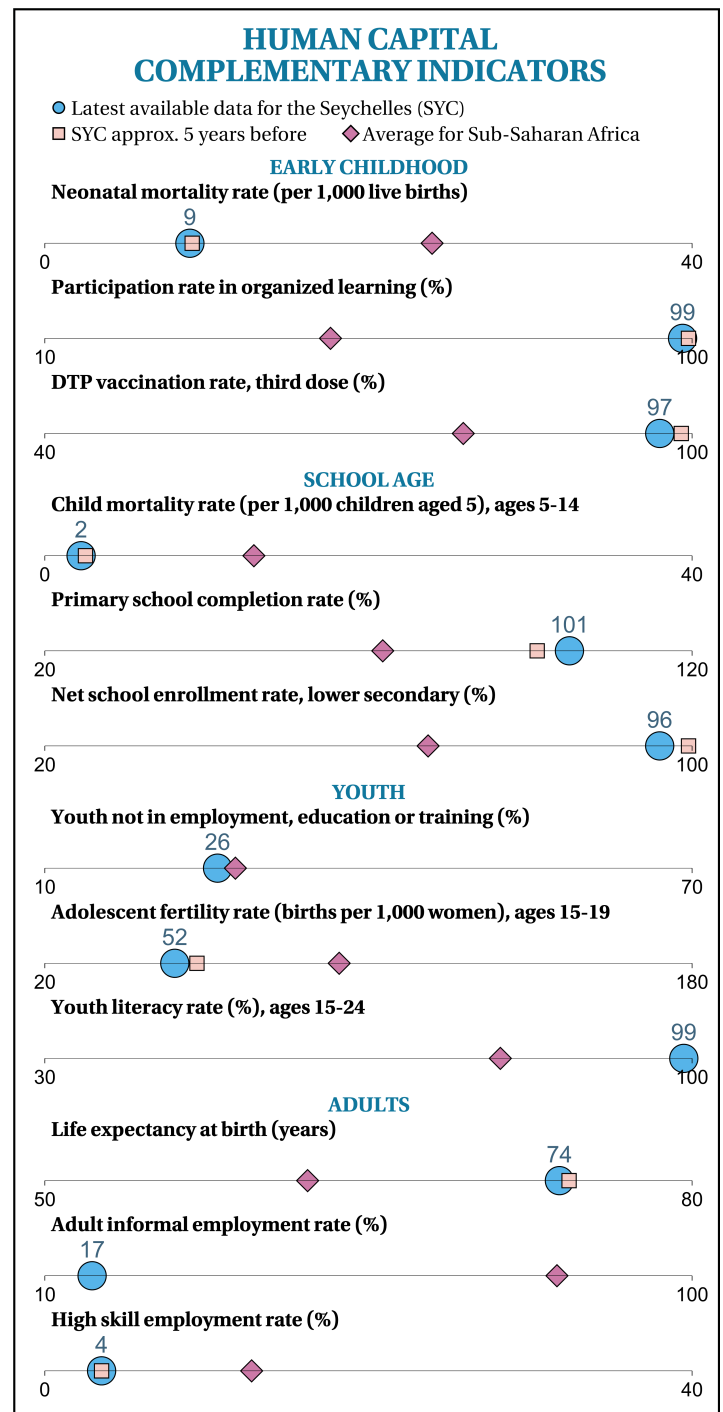 HUMAN CAPITAL
COMPLEMENTARY INDICATORS
Latest available data for the Seychelles (SYC)
SYC approx. 5 years before Average for Sub-Saharan Africa
EARLY CHILDHOOD
Neonatal mortality rate (per 1,000 live births)
9
0 40
Participation rate in organized learning (%)
99
10 100
DTP vaccination rate, third dose (%)
97
40 100
SCHOOL AGE
Child mortality rate (per 1,000 children aged 5), ages 5-14
2
0 40
Primary school completion rate (%)
101
20 120
Net school enrollment rate, lower secondary (%)
96
20 100
YOUTH
Youth not in employment, education or training (%)
26
10 70
Adolescent fertility rate (births per 1,000 women), ages 15-19
52
20 180
Youth literacy rate (%), ages 15-24
99
30 100
ADULTS
Life expectancy at birth (years)
74
50 80
Adult informal employment rate (%)
17
10 100
High skill employment rate (%)
4
0 40